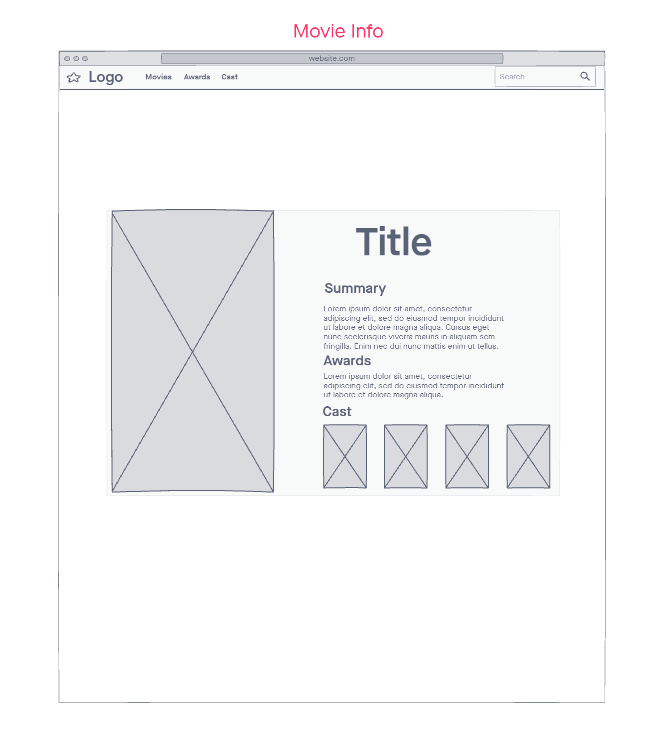 Movie Info
website.com
Logo Movies Awards Cast Search
Title
Summary
Lorem ipsum dolor sit amet, consectetur
adipiscing elit, sed do eiusmod tempor incididunt
ut labore et dolore magna aliqua. Cursus eget
nunc scelerisque viverra mauris in aliquam sem
fringilla. Enim nec dui nunc mattis enim ut tellus.
Awards
Lorem ipsum dolor sit amet, consectetur
adipiscing elit, sed do eiusmod tempor incididunt
ut labore et dolore magna aliqua.
Cast